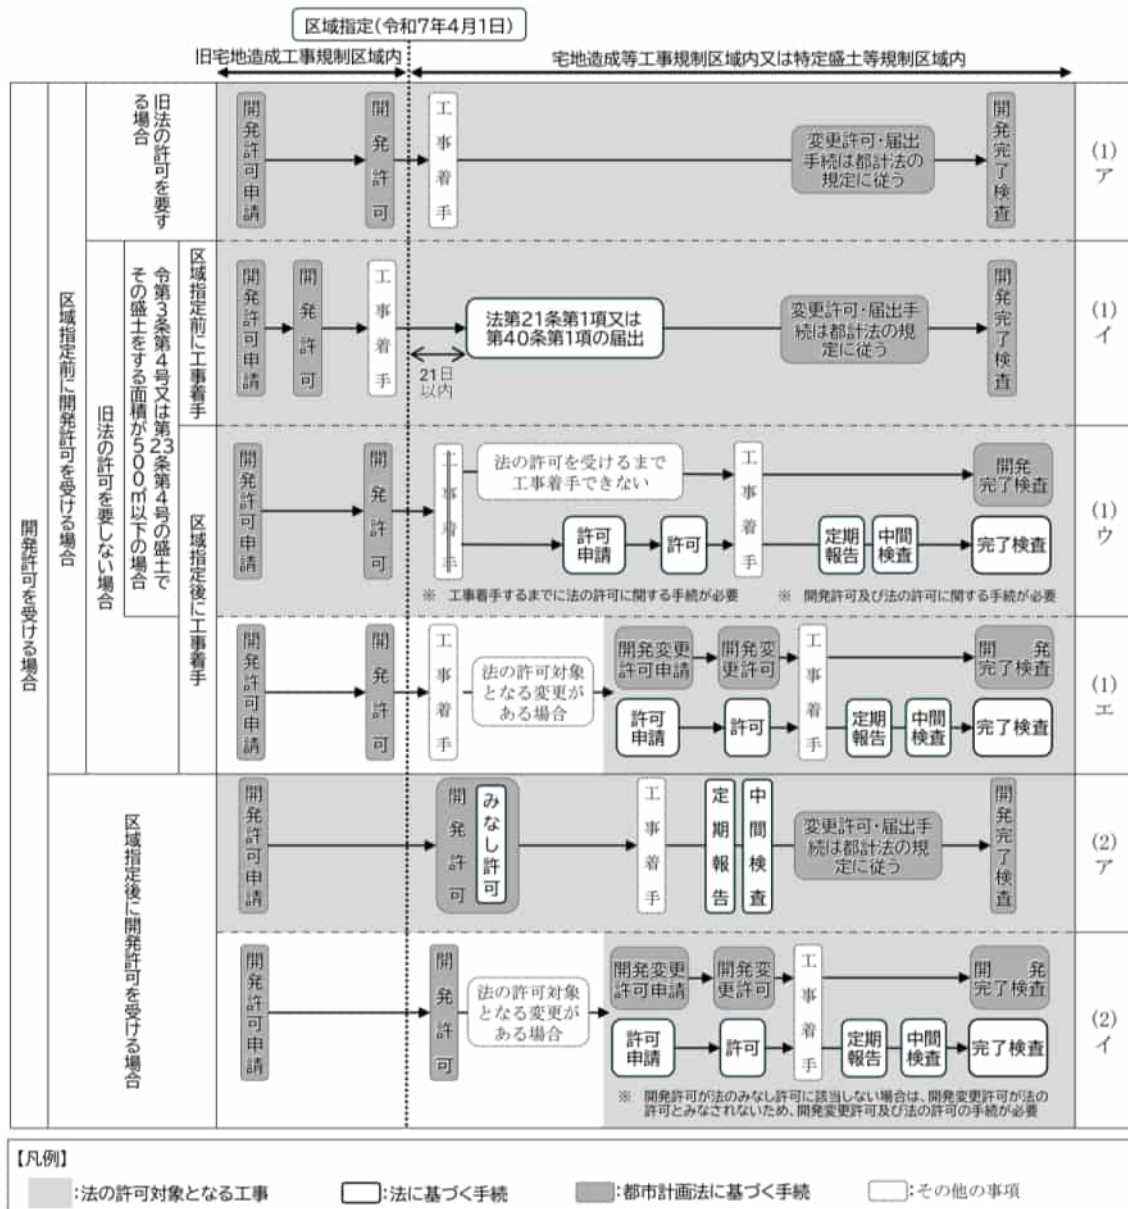 区域指定(令和7年4月1日)
旧宅地造成工事規制区域内
宅地造成等工事規制区域内又は特定盛土等規制区域内
開発許可を受ける場合
区域指定前に開発許可を受ける場合
旧法の許可を要す
る場合
開発許可申請
開発許可
工事着手
変更許可・届出
手続は都計法の
規定に従う
開発完了検査
(1)
ア
旧法の許可を要しない場合
令第3条第4号又は第23条第4号の盛土で
その盛土をする面積が500㎡以下の場合
区域指定前に工事着手
開発許可申請
開発許可
工事着手
21日
以内
法第21条第1項又は
第40条第1項の届出
変更許可・届出手
続は都計法の規
定に従う
開発完了検査
(1)
イ
区域指定後に工事着手
開発許可申請
開発許可
工事着手
法の許可を受けるまで
工事着手できない
許可
申請
許可
工事着手
定期
報告
中間
検査
開発
完了検査
完了検査
※ 工事着手するまでに法の許可に関する手続が必要
※ 開発許可及び法の許可に関する手続が必要
(1)
ウ
開発許可申請
開発許可
工事着手
法の許可対象
となる変更が
ある場合
開発変更
許可申請
開発変
更許可
許可
申請
許可
工事着手
定期
報告
中間
検査
開発
完了検査
完了検査
(1)
エ
区域指定後に開発許可を受ける場合
開発許可申請
開発許可
みなし許可
工事着手
定期報告
中間検査
変更許可・届出手
続は都計法の規
定に従う
開発完了検査
(2)
ア
開発許可申請
開発許可
法の許可対象
となる変更が
ある場合
開発変更
許可申請
開発変
更許可
許可
申請
許可
工事着手
定期
報告
中間
検査
開発
完了検査
完了検査
※ 開発許可が法のみなし許可に該当しない場合は、開発変更許可が法の
許可とみなされないため、開発変更許可及び法の許可の手続が必要
(2)
イ
【凡例】
:法の許可対象となる工事
:法に基づく手続
:都市計画法に基づく手続
:その他の事項